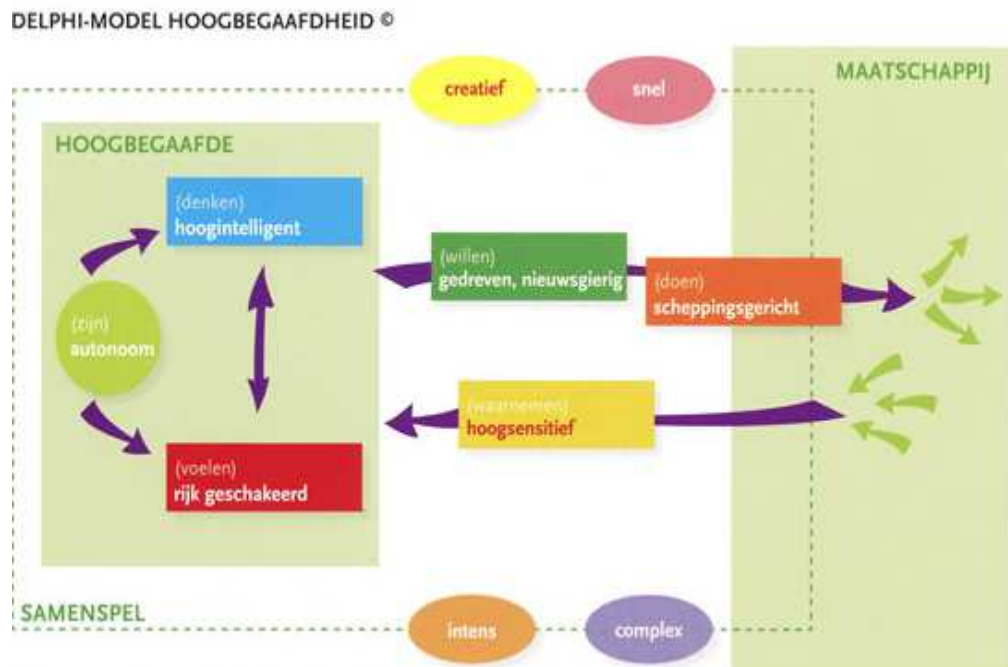 DELPHI-MODEL HOOGBEGAAFDHEID ©
creatief
snel
MAATSCHAPPIJ
HOOGBEGAAFDE
(denken)
hoogintelligent
(willen)
gedreven, nieuwsgierig
(doen)
scheppingsgericht
(zijn)
autonoom
(waarnemen)
hoogsensitief
(voelen)
rijk geschakeerd
SAMENSPEL
intens
complex